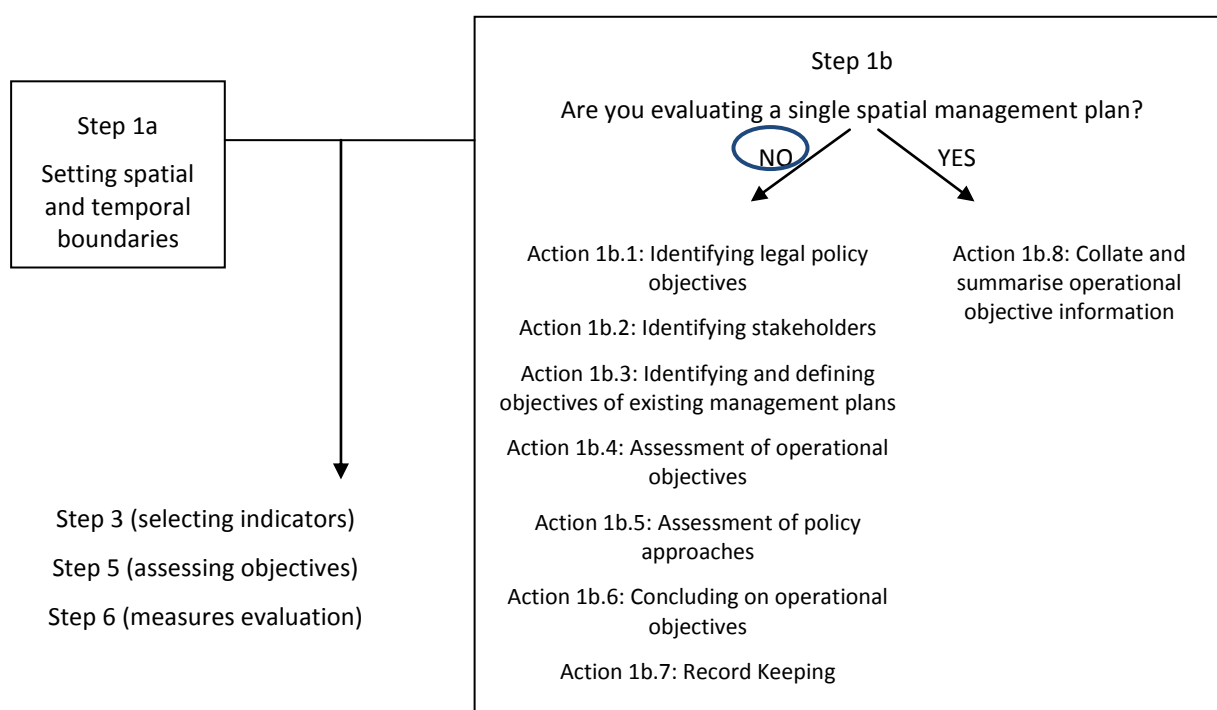 Step 1a
Setting spatial
and temporal
boundaries
Step 3 (selecting indicators)
Step 5 (assessing objectives)
Step 6 (measures evaluation)
Step 1b
Are you evaluating a single spatial management plan?
NO
YES
Action 1b.1: Identifying legal policy
objectives
Action 1b.2: Identifying stakeholders
Action 1b.3: Identifying and defining
objectives of existing management plans
Action 1b.4: Assessment of operational
objectives
Action 1b.5: Assessment of policy
approaches
Action 1b.6: Concluding on operational
objectives
Action 1b.7: Record Keeping
Action 1b.8: Collate and
summarise operational
objective information